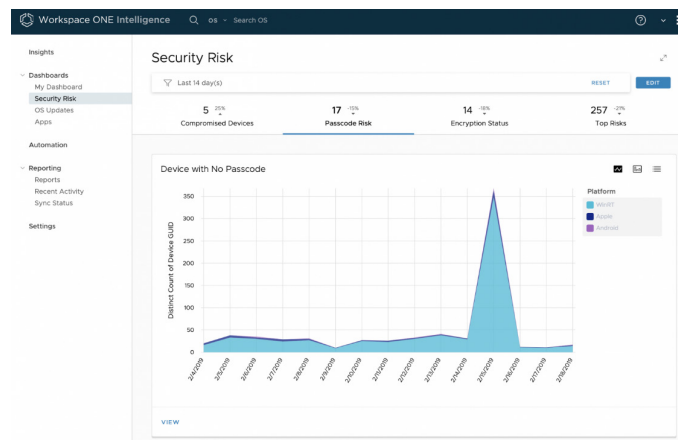 Workspace ONE Intelligence
OS
Search OS
Insights
Dashboards
My Dashboard
Security Risk
OS Updates
Apps
Automation
Reporting
Reports
Recent Activity
Sync Status
Settings
Security Risk
Last 14 day(s)
RESET
EDIT
5 25%
Compromised Devices
17 -15%
Passcode Risk
14 -18%
Encryption Status
257 -21%
Top Risks
Device with No Passcode
Distinct Count of Device GUID
350
300
250
200
150
100
50
0
2/4/2019
2/5/2019
2/6/2019
2/7/2019
2/8/2019
2/9/2019
2/10/2019
2/11/2019
2/12/2019
2/13/2019
2/14/2019
2/15/2019
2/16/2019
2/17/2019
2/18/2019
Platform
WinRT
Apple
Android
VIEW